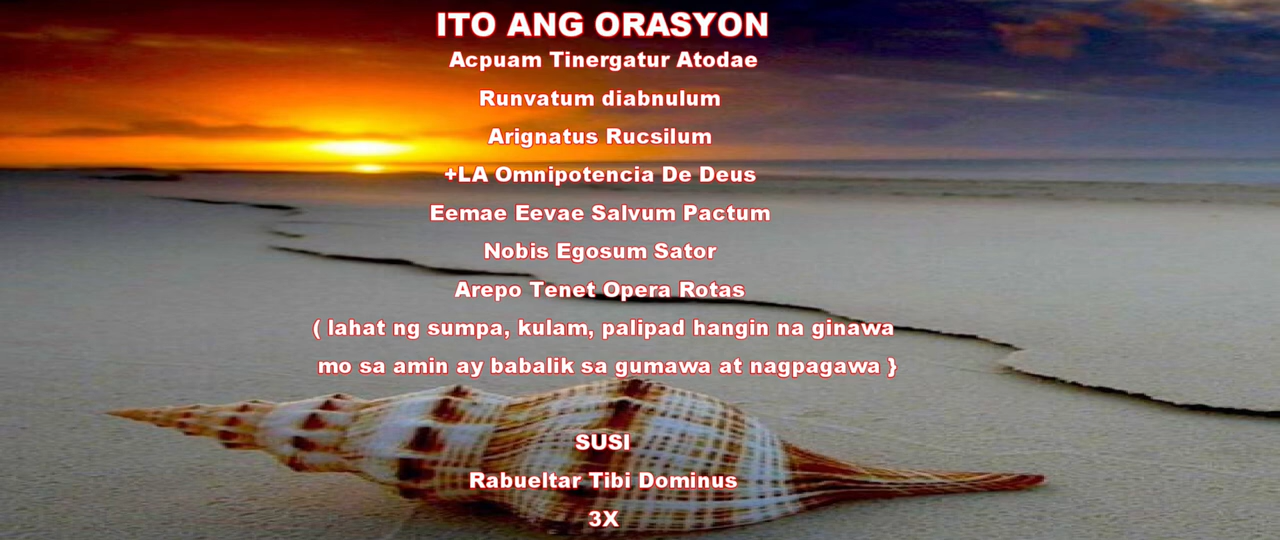 ITO ANG ORASYON
Acpuam Tinergatur Atodae
Runvatum diabnulum
Arignatus Rucsilum
+LA Omnipotencia De Deus
Eemae Eevae Salvum Pactum
Nobis Egosum Sator
Arepo Tenet Opera Rotas
( lahat ng sumpa, kulam, palipad hangin na ginawa
mo sa amin ay babalik sa gumawa at nagpagawa }
SUSI
Rabueltar Tibi Dominus
3X